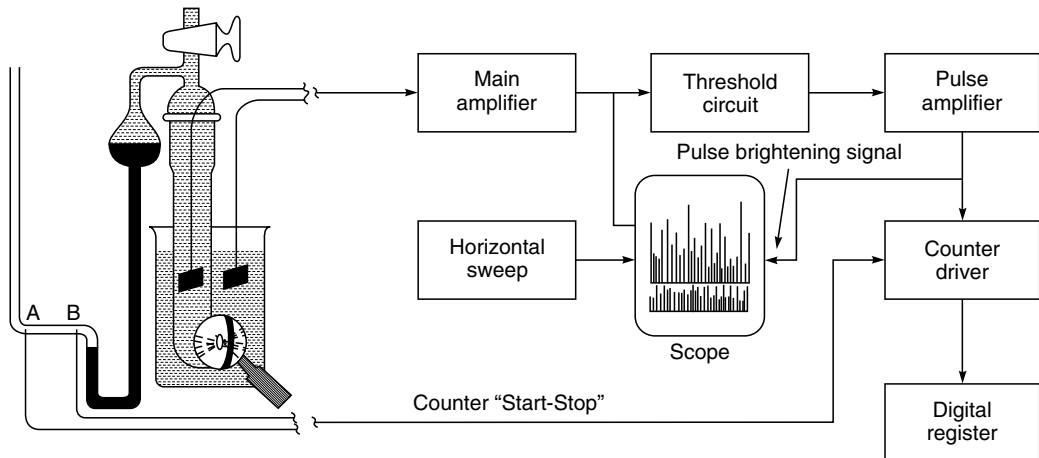 Main
amplifier
Threshold
circuit
Pulse
amplifier
Pulse brightening signal
Horizontal
sweep
Scope
Counter
driver
A
B
Counter “Start-Stop”
Digital
register